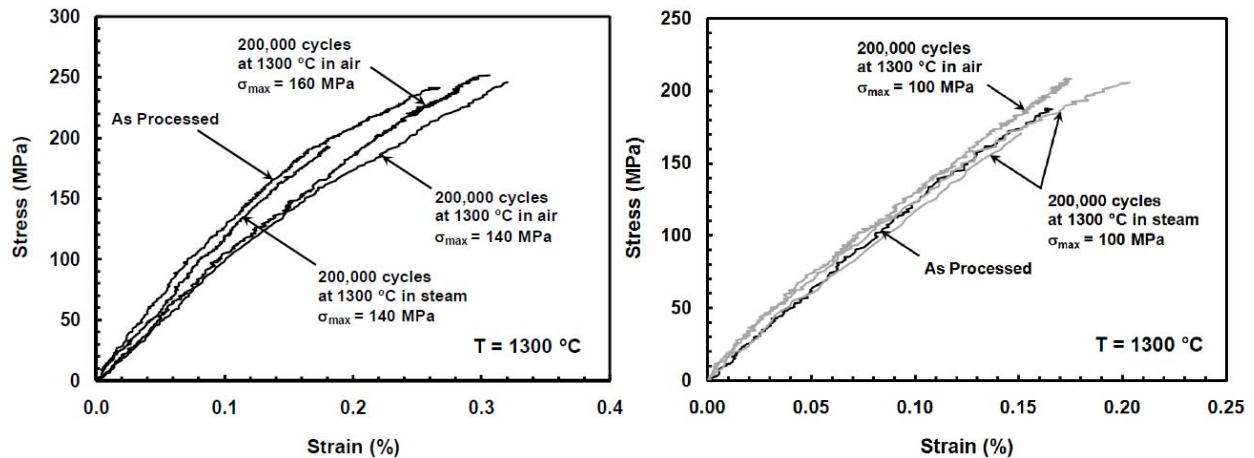 300
250
200
150
100
50
0
Stress (MPa)
200,000 cycles
at 1300 °C in air
σmax = 160 MPa
As Processed
200,000 cycles
at 1300 °C in air
σmax = 140 MPa
200,000 cycles
at 1300 °C in steam
σmax = 140 MPa
T = 1300 °C
0.0 0.1 0.2 0.3 0.4
Strain (%)
250
200
150
100
50
0
Stress (MPa)
200,000 cycles
at 1300 °C in air
σmax = 100 MPa
200,000 cycles
at 1300 °C in steam
σmax = 100 MPa
As Processed
T = 1300 °C
0.00 0.05 0.10 0.15 0.20 0.25
Strain (%)